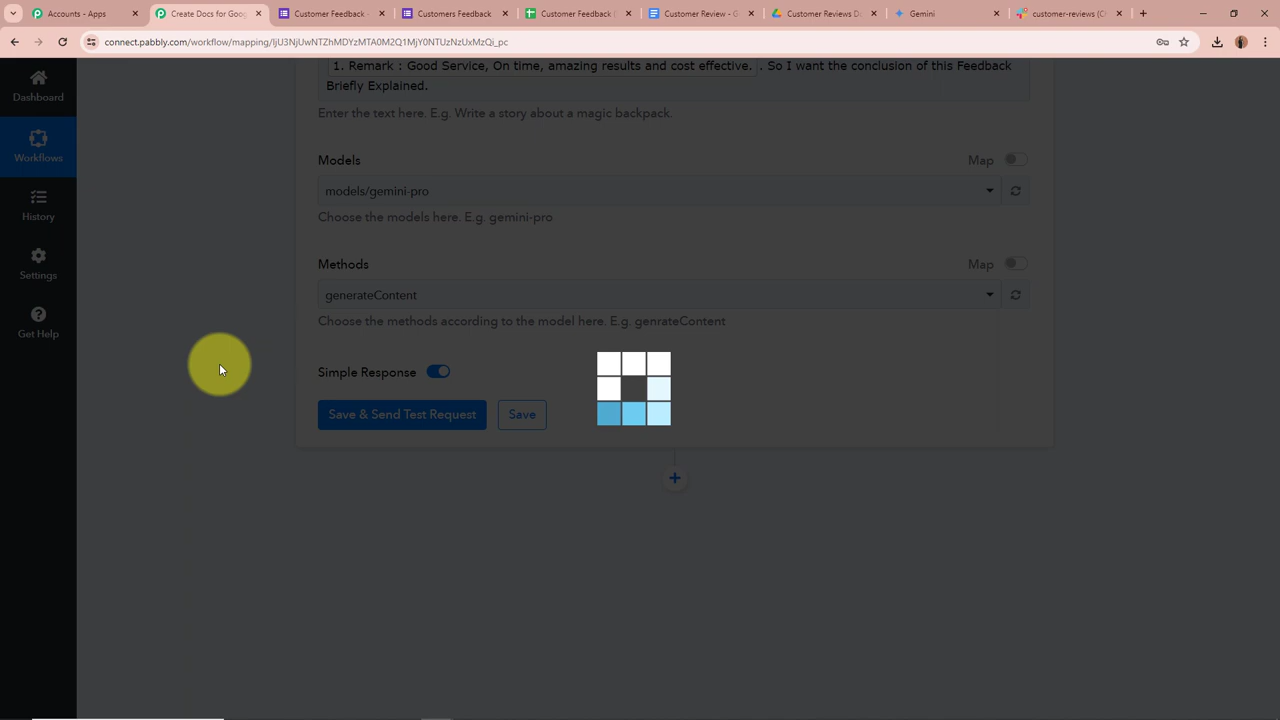 Accounts - Apps
Create Docs for Goog
Customer Feedback -
Customers Feedback
Customer Feedback (
Customer Review - G
Customer Reviews D
Gemini
customer-reviews (C
connect.pabbly.com/workflow/mapping/IjU3NjUwNTZhMDYzMTA0M2Q1MjY0NTUzNzUxMzQi_pc
Dashboard
Workflows
History
Settings
Get Help
1. Remark : Good Service, On time, amazing results and cost effective. . So I want the conclusion of this Feedback
Briefly Explained.
Enter the text here. E.g. Write a story about a magic backpack.
Models
Map
models/gemini-pro
Choose the models here. E.g. gemini-pro
Methods
Map
generateContent
Choose the methods according to the model here. E.g. genrateContent
Simple Response
Save & Send Test Request
Save